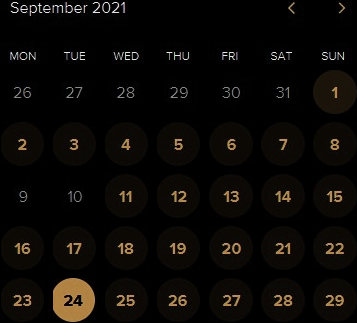 September 2021
MON TUE WED THU FRI SAT SUN
26 27 28 29 30 31 1
2 3 4 5 6 7 8
9 10 11 12 13 14 15
16 17 18 19 20 21 22
23 24 25 26 27 28 29